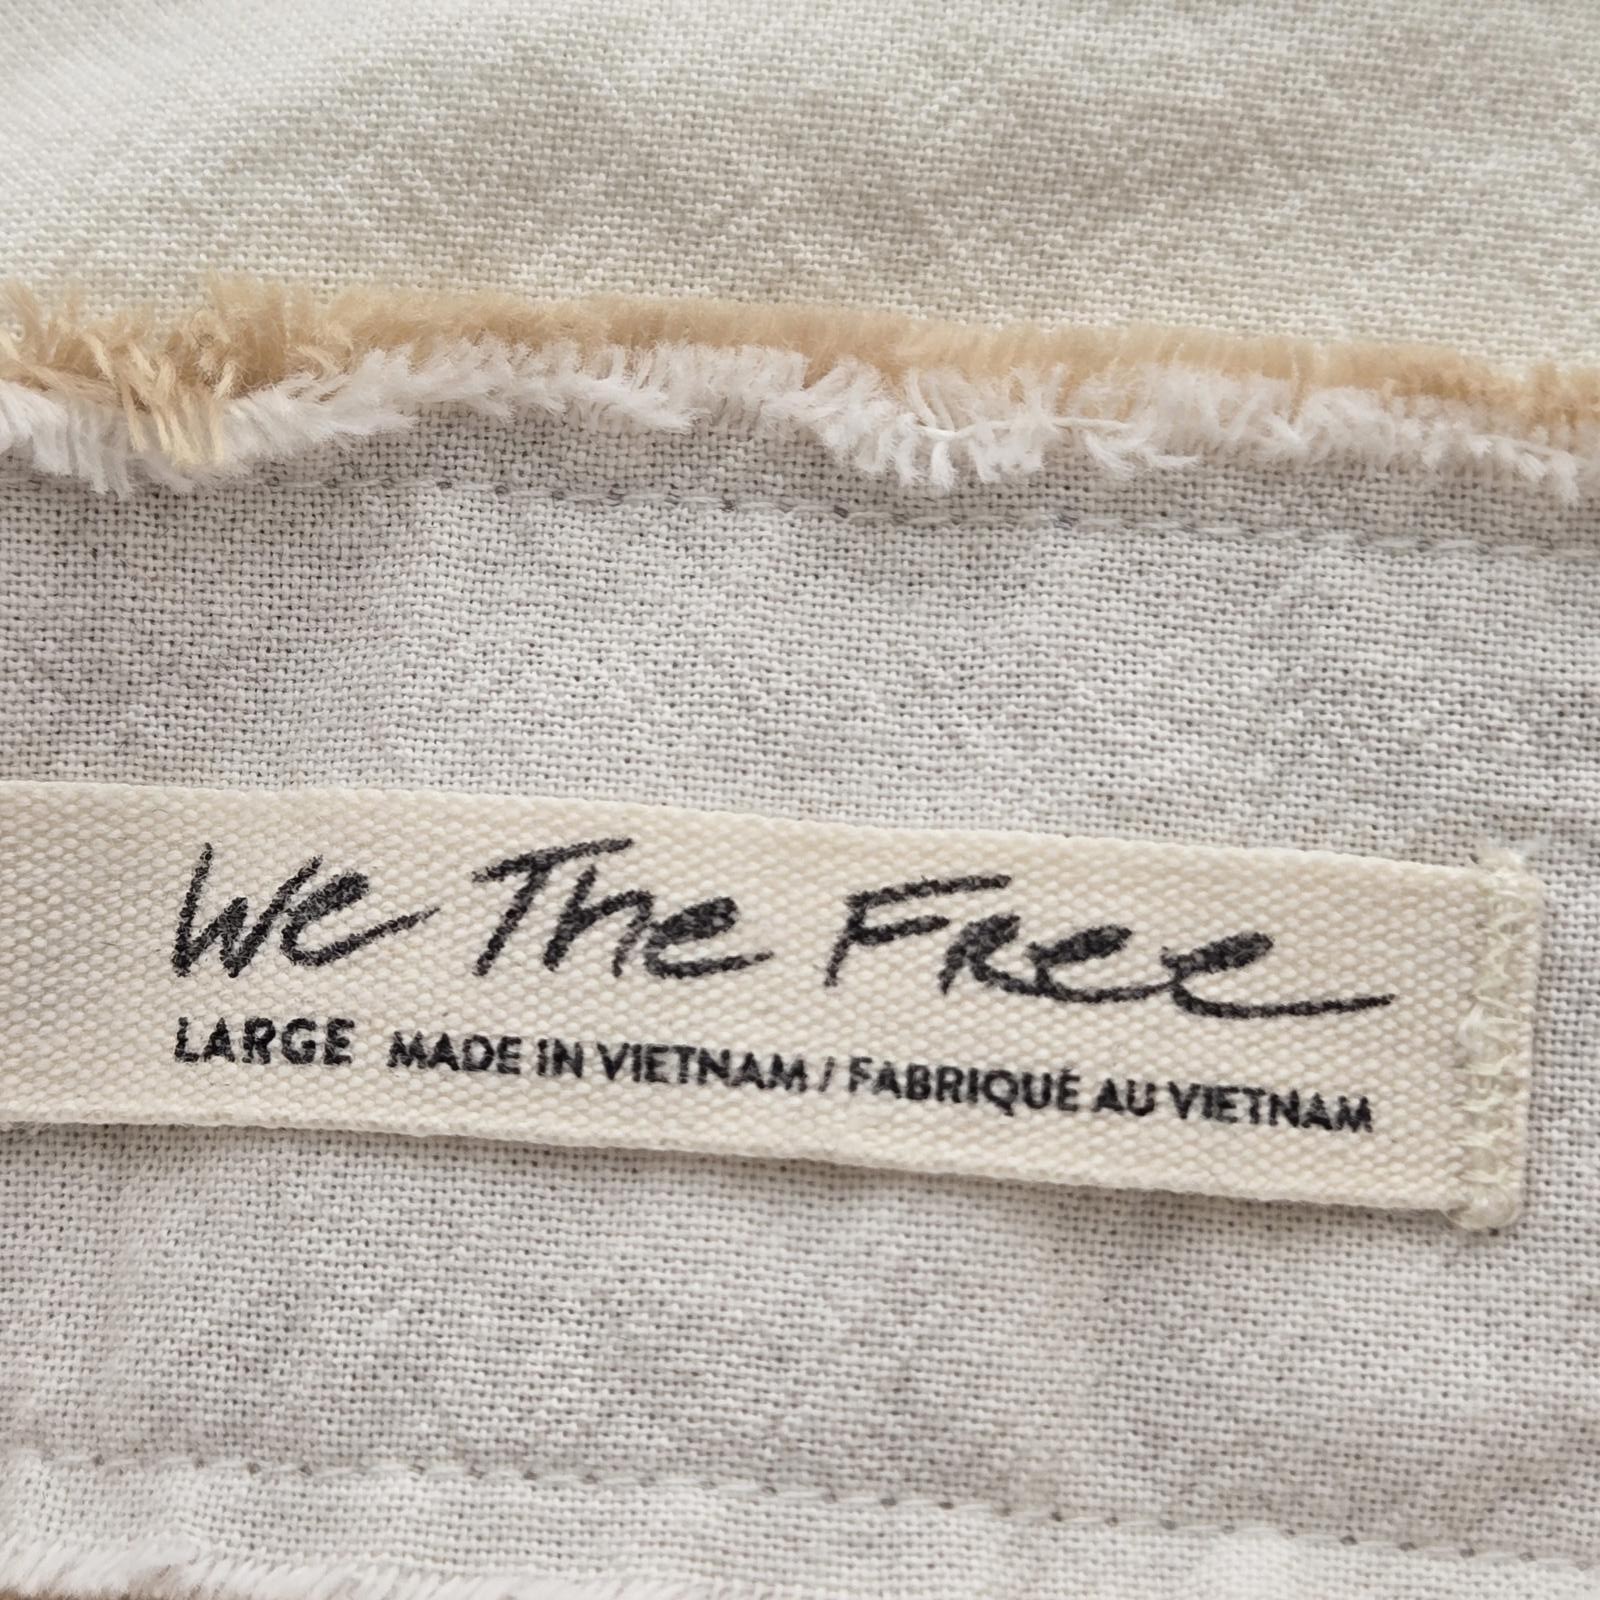 We The Free
LARGE MADE IN VIETNAM / FABRIQUÉ AU VIETNAM